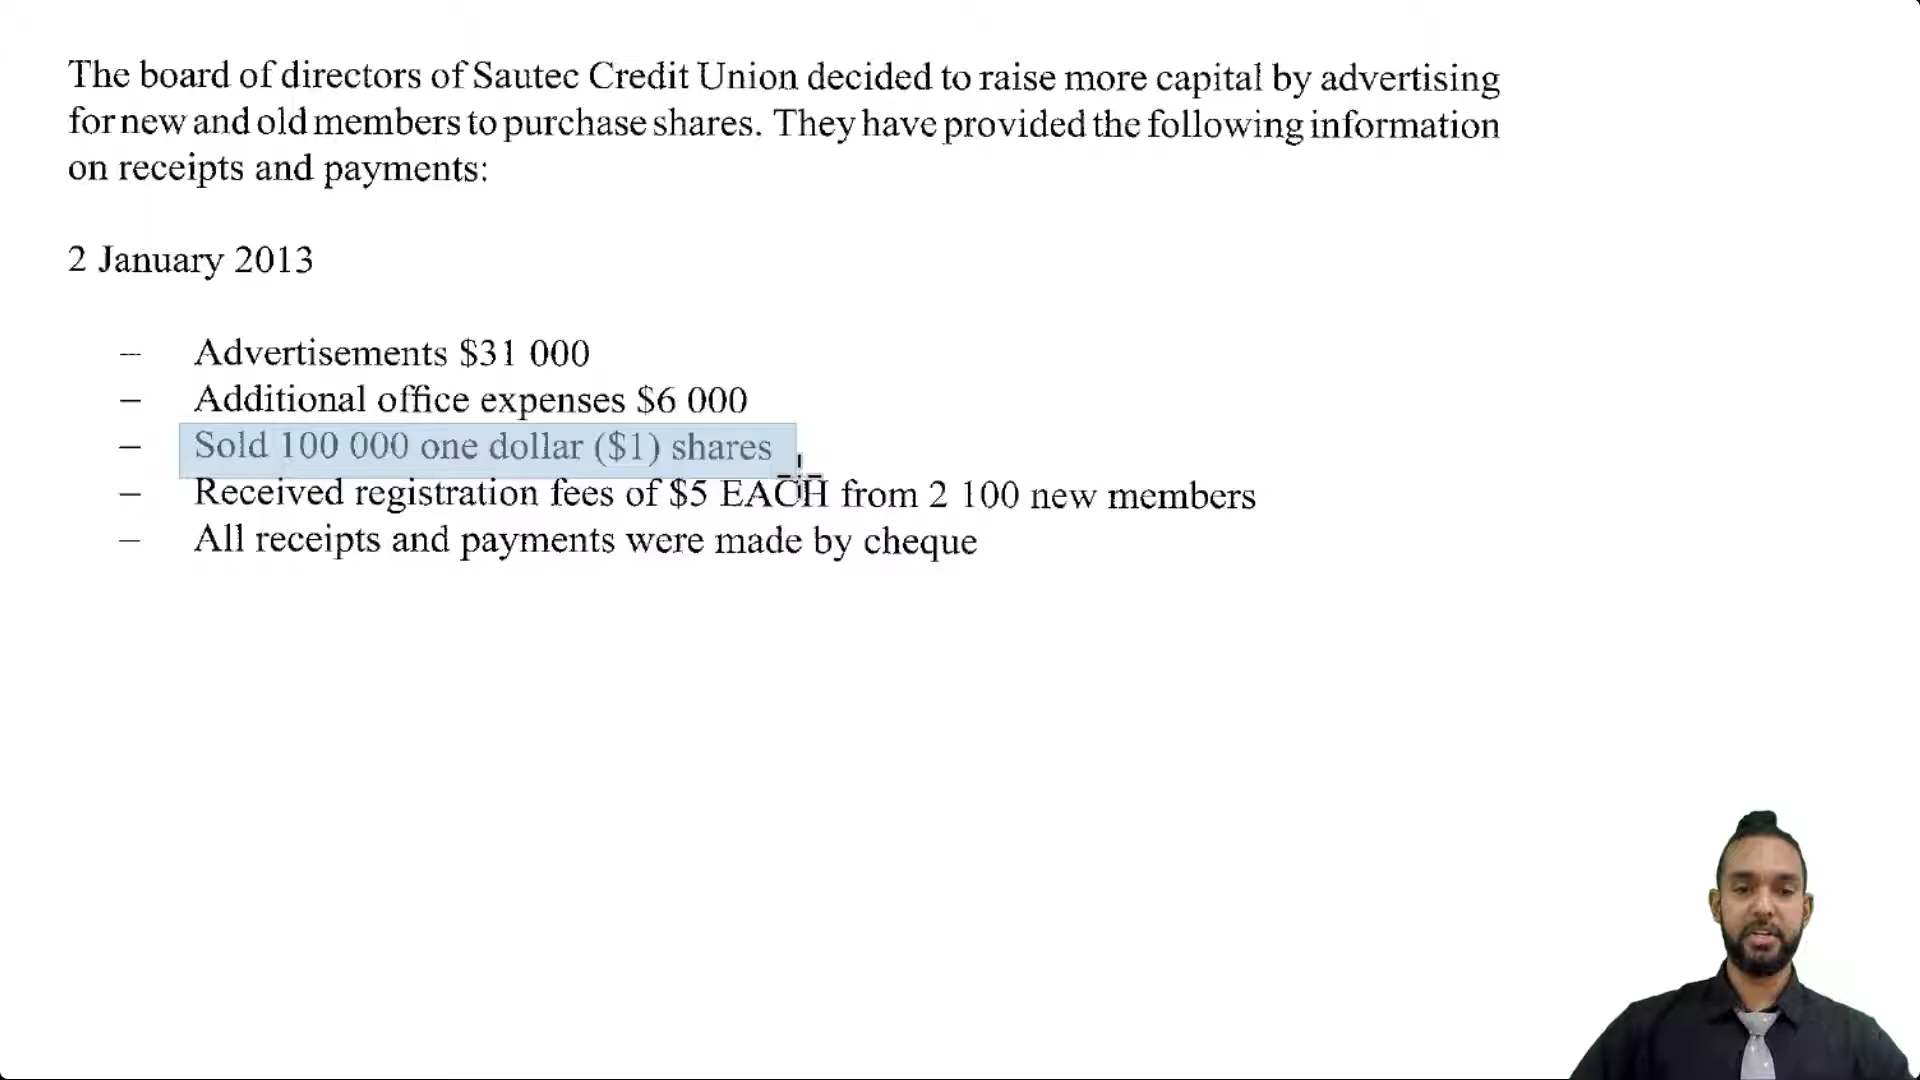 The board of directors of Sautec Credit Union decided to raise more capital by advertising
for new and old members to purchase shares. They have provided the following information
on receipts and payments:
2 January 2013
– Advertisements $31 000
– Additional office expenses $6 000
– Sold 100 000 one dollar ($1) shares
– Received registration fees of $5 EACH from 2 100 new members
– All receipts and payments were made by cheque